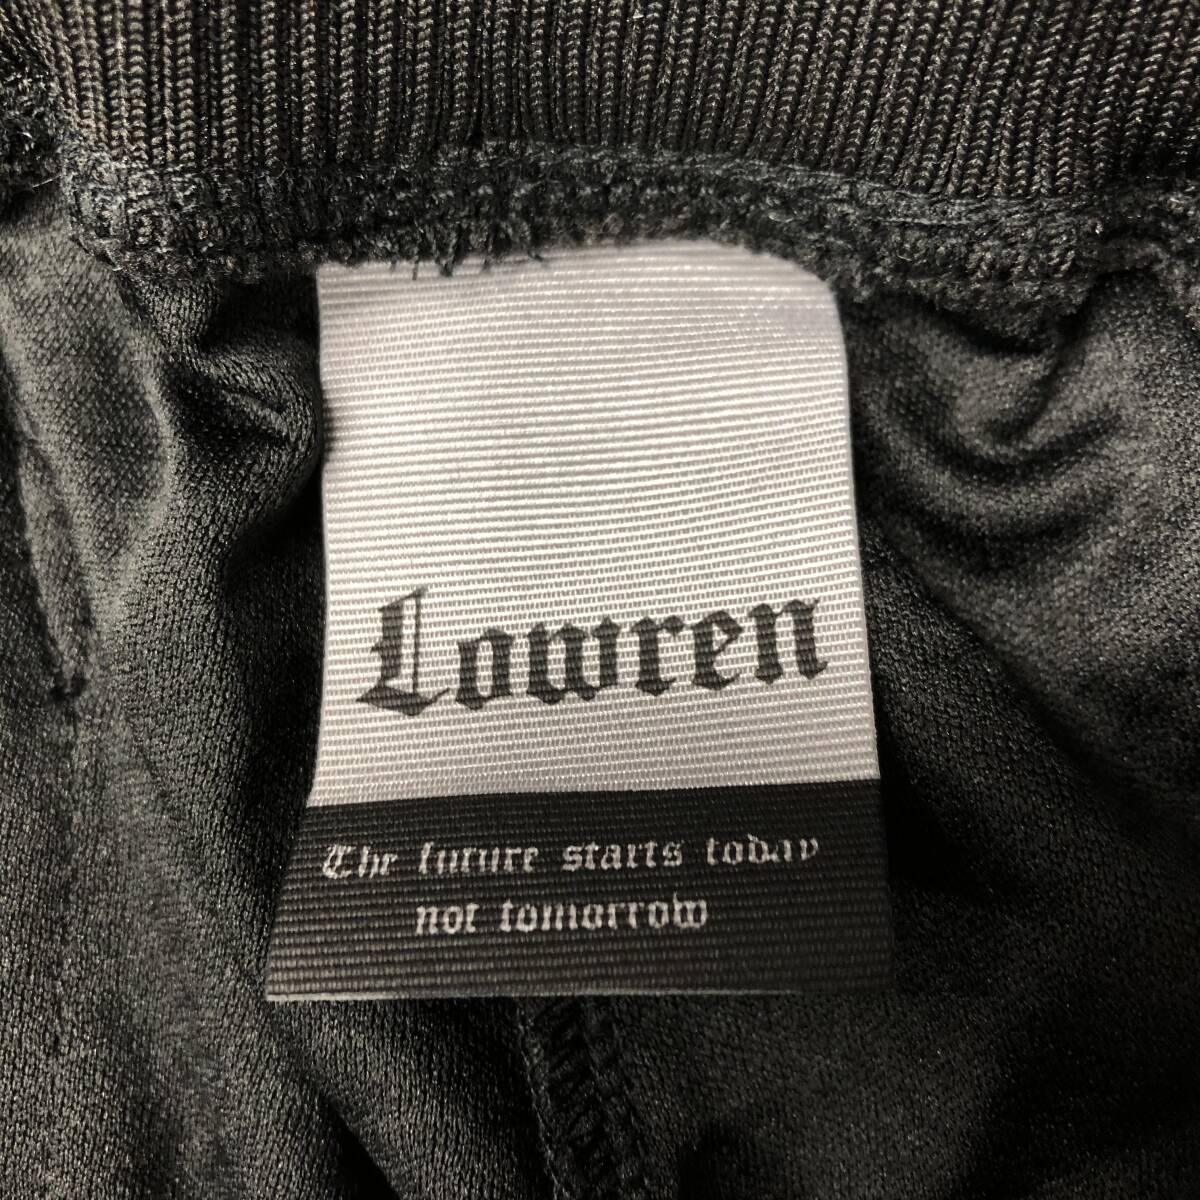 Lowren
The future starts today
not tomorrow